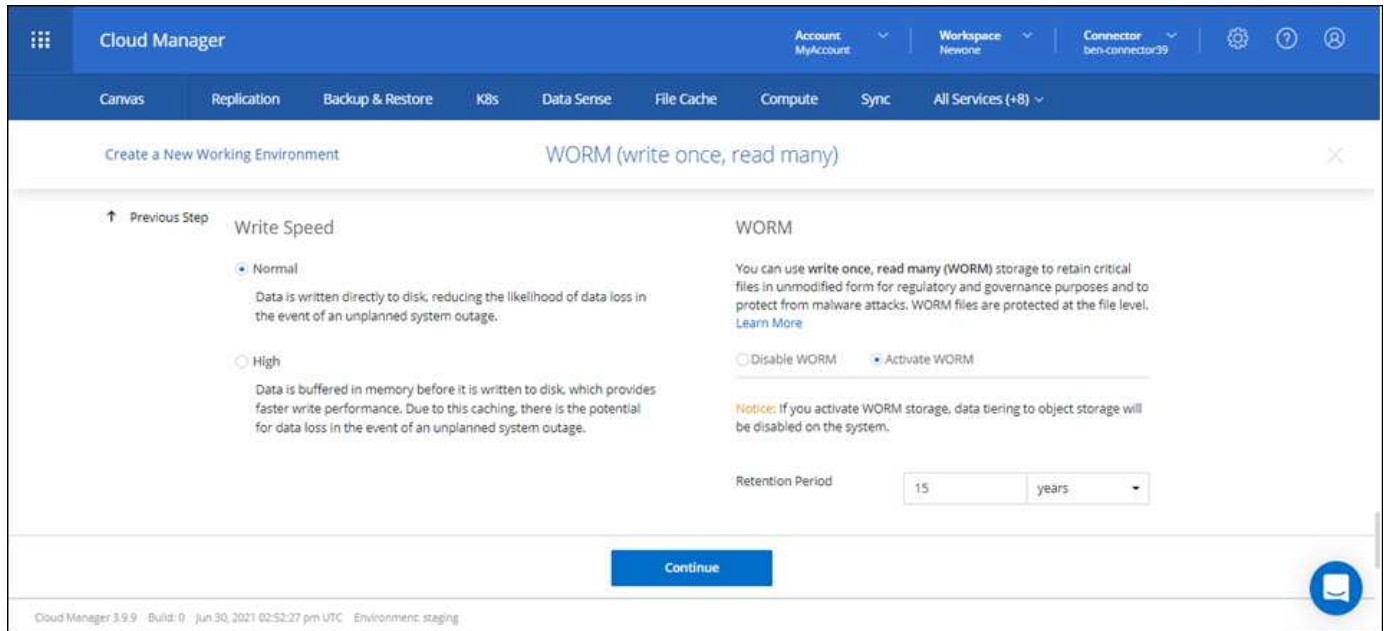 Cloud Manager
Account
MyAccount
Workspace
Newone
Connector
ben-connector39
Canvas
Replication
Backup & Restore
K8s
Data Sense
File Cache
Compute
Sync
All Services (+8)
Create a New Working Environment
WORM (write once, read many)
↑ Previous Step
Write Speed
Normal
Data is written directly to disk, reducing the likelihood of data loss in
the event of an unplanned system outage.
High
Data is buffered in memory before it is written to disk, which provides
faster write performance. Due to this caching, there is the potential
for data loss in the event of an unplanned system outage.
WORM
You can use write once, read many (WORM) storage to retain critical
files in unmodified form for regulatory and governance purposes and to
protect from malware attacks. WORM files are protected at the file level.
Learn More
Disable WORM
Activate WORM
Notice: If you activate WORM storage, data tiering to object storage will
be disabled on the system.
Retention Period
15
years
Continue
Cloud Manager 3.9.9 Build: 0 Jun 30, 2021 02:52:27 pm UTC Environment: staging